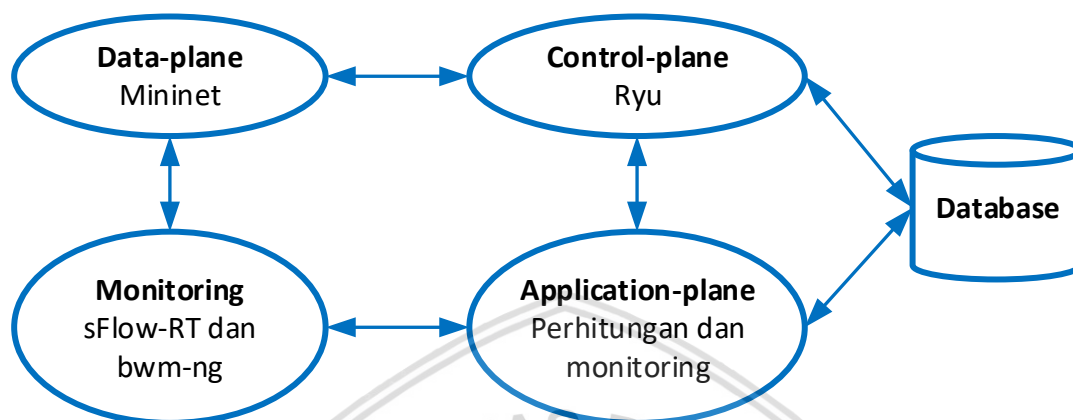 Data-plane
Mininet
Control-plane
Ryu
Database
Monitoring
sFlow-RT dan
bwm-ng
Application-plane
Perhitungan dan
monitoring